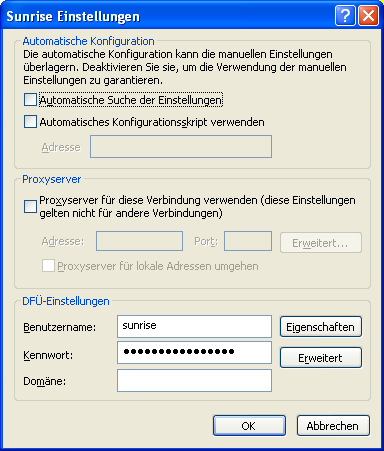 Sunrise Einstellungen
Automatische Konfiguration
Die automatische Konfiguration kann die manuellen Einstellungen
überlagern. Deaktivieren Sie sie, um die Verwendung der manuellen
Einstellungen zu garantieren.
Automatische Suche der Einstellungen
Automatisches Konfigurationsskript verwenden
Adresse
Proxyserver
Proxyserver für diese Verbindung verwenden (diese Einstellungen
gelten nicht für andere Verbindungen)
Adresse: Port: Erweitert...
Proxyserver für lokale Adressen umgehen
DFÜ-Einstellungen
Benutzername: sunrise Eigenschaften
Kennwort: ●●●●●●●●●●●●●●●● Erweitert
Domäne:
OK Abbrechen